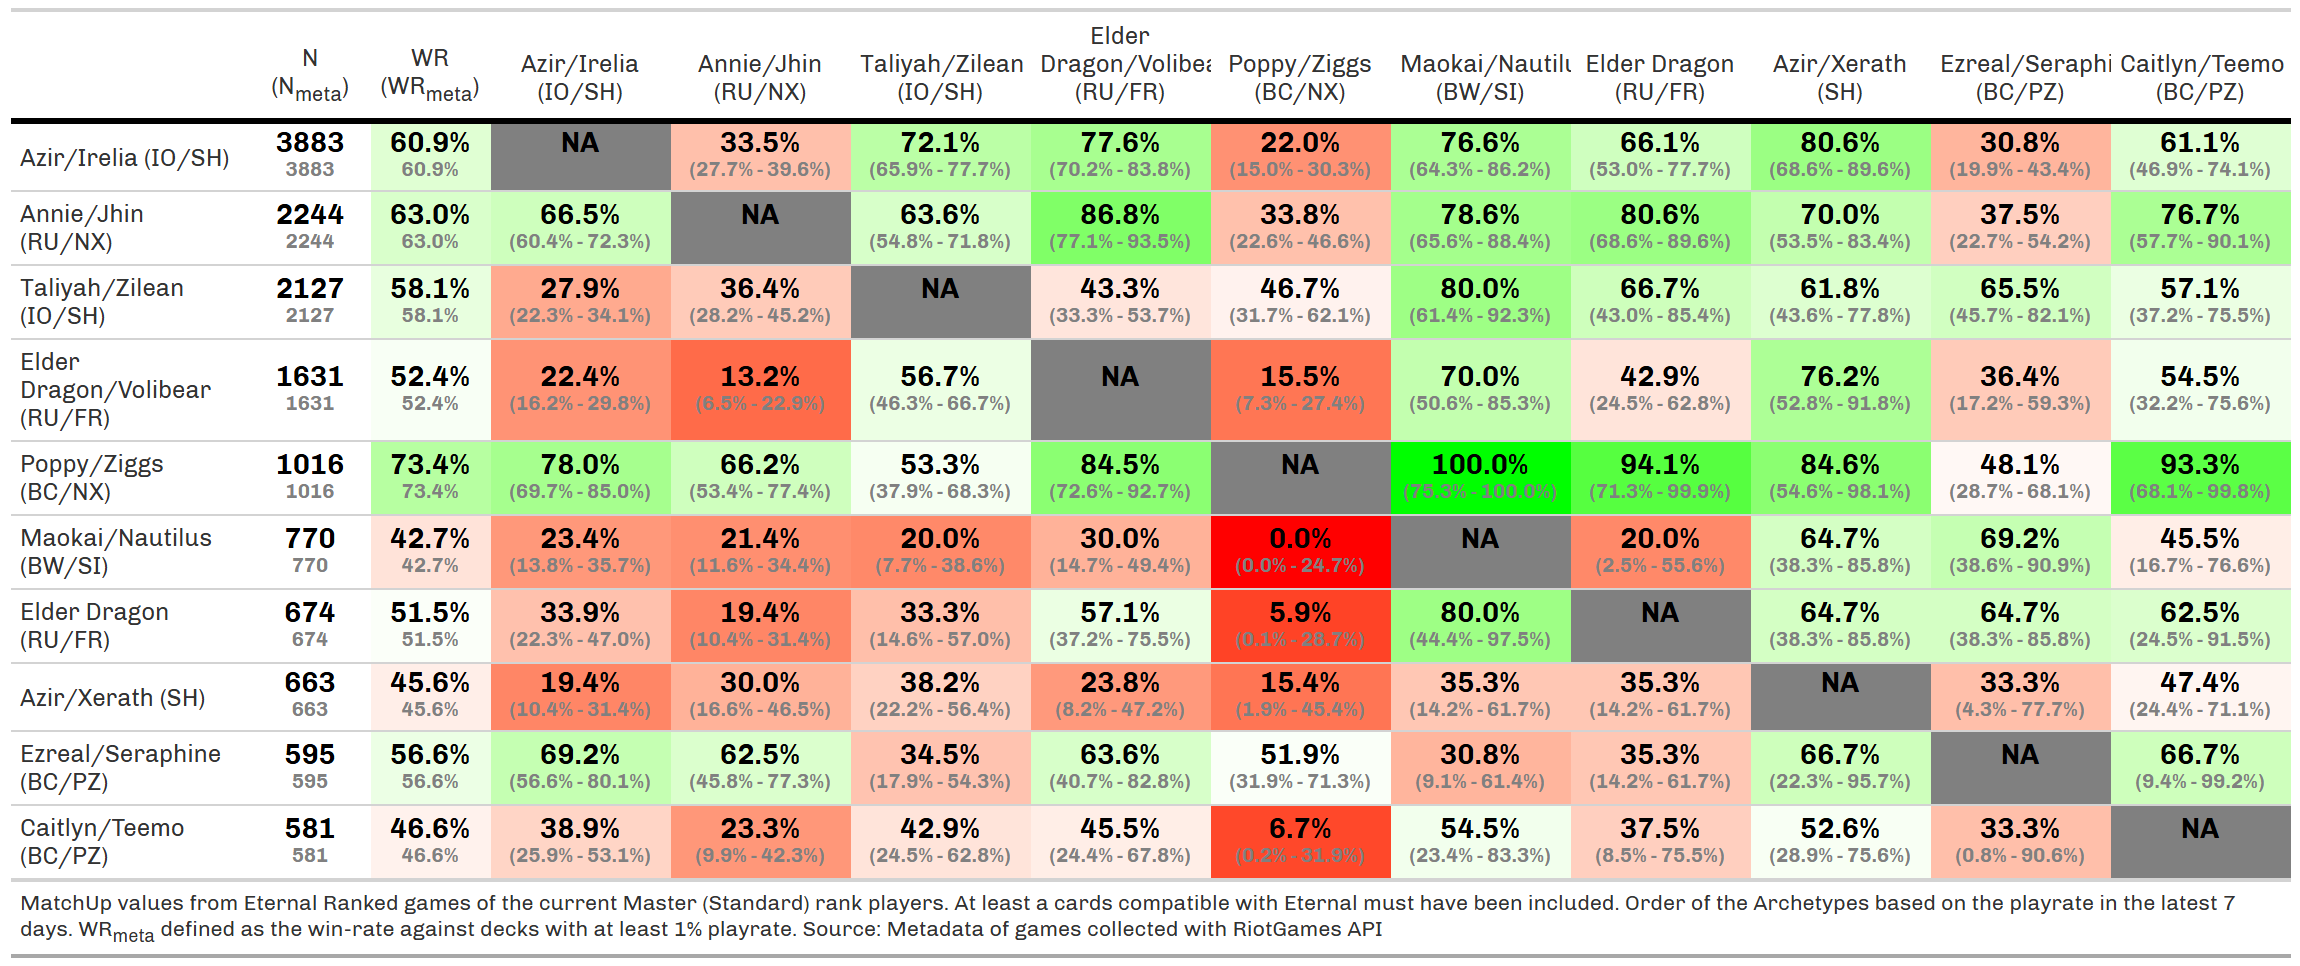 N (N_meta) WR (WR_meta) Azir/Irelia (IO/SH) Annie/Jhin (RU/NX) Taliyah/Zilean (IO/SH) Elder Dragon/Volibea (RU/FR) Poppy/Ziggs (BC/NX) Maokai/Nautilu (BW/SI) Elder Dragon (RU/FR) Azir/Xerath (SH) Ezreal/Seraphi (BC/PZ) Caitlyn/Teemo (BC/PZ)
Azir/Irelia (IO/SH) 3883 60.9% NA 33.5% 72.1% 77.6% 22.0% 76.6% 66.1% 80.6% 30.8% 61.1%
3883 60.9% (27.7% - 39.6%) (65.9% - 77.7%) (70.2% - 83.8%) (15.0% - 30.3%) (64.3% - 86.2%) (53.0% - 77.7%) (68.6% - 89.6%) (19.9% - 43.4%) (46.9% - 74.1%)
Annie/Jhin 2244 63.0% 66.5% NA 63.6% 86.8% 33.8% 78.6% 80.6% 70.0% 37.5% 76.7%
(RU/NX) 2244 63.0% (60.4% - 72.3%) (54.8% - 71.8%) (77.1% - 93.5%) (22.6% - 46.6%) (65.6% - 88.4%) (68.6% - 89.6%) (53.5% - 83.4%) (22.7% - 54.2%) (57.7% - 90.1%)
Taliyah/Zilean 2127 58.1% 27.9% 36.4% NA 43.3% 46.7% 80.0% 66.7% 61.8% 65.5% 57.1%
(IO/SH) 2127 58.1% (22.3% - 34.1%) (28.2% - 45.2%) (33.3% - 53.7%) (31.7% - 62.1%) (61.4% - 92.3%) (43.0% - 85.4%) (43.6% - 77.8%) (45.7% - 82.1%) (37.2% - 75.5%)
Elder
Dragon/Volibear 1631 52.4% 22.4% 13.2% 56.7% NA 15.5% 70.0% 42.9% 76.2% 36.4% 54.5%
(RU/FR) 1631 52.4% (16.2% - 29.8%) (6.5% - 22.9%) (46.3% - 66.7%) (7.3% - 27.4%) (50.6% - 85.3%) (24.5% - 62.8%) (52.8% - 91.8%) (17.2% - 59.3%) (32.2% - 75.6%)
Poppy/Ziggs 1016 73.4% 78.0% 66.2% 53.3% 84.5% NA 100.0% 94.1% 84.6% 48.1% 93.3%
(BC/NX) 1016 73.4% (69.7% - 85.0%) (53.4% - 77.4%) (37.9% - 68.3%) (72.6% - 92.7%) (75.3% - 100.0%) (71.3% - 99.9%) (54.6% - 98.1%) (28.7% - 68.1%) (68.1% - 99.8%)
Maokai/Nautilus 770 42.7% 23.4% 21.4% 20.0% 30.0% 0.0% NA 20.0% 64.7% 69.2% 45.5%
(BW/SI) 770 42.7% (13.8% - 35.7%) (11.6% - 34.4%) (7.7% - 38.6%) (14.7% - 49.4%) (0.0% - 24.7%) (2.5% - 55.6%) (38.3% - 85.8%) (38.6% - 90.9%) (16.7% - 76.6%)
Elder Dragon 674 51.5% 33.9% 19.4% 33.3% 57.1% 5.9% 80.0% NA 64.7% 64.7% 62.5%
(RU/FR) 674 51.5% (22.3% - 47.0%) (10.4% - 31.4%) (14.6% - 57.0%) (37.2% - 75.5%) (0.1% - 28.7%) (44.4% - 97.5%) (38.3% - 85.8%) (38.3% - 85.8%) (24.5% - 91.5%)
Azir/Xerath (SH) 663 45.6% 19.4% 30.0% 38.2% 23.8% 15.4% 35.3% 35.3% NA 33.3% 47.4%
663 45.6% (10.4% - 31.4%) (16.6% - 46.5%) (22.2% - 56.4%) (8.2% - 47.2%) (1.9% - 45.4%) (14.2% - 61.7%) (14.2% - 61.7%) (4.3% - 77.7%) (24.4% - 71.1%)
Ezreal/Seraphine 595 56.6% 69.2% 62.5% 34.5% 63.6% 51.9% 30.8% 35.3% 66.7% NA 66.7%
(BC/PZ) 595 56.6% (56.6% - 80.1%) (45.8% - 77.3%) (17.9% - 54.3%) (40.7% - 82.8%) (31.9% - 71.3%) (9.1% - 61.4%) (14.2% - 61.7%) (22.3% - 95.7%) (9.4% - 99.2%)
Caitlyn/Teemo 581 46.6% 38.9% 23.3% 42.9% 45.5% 6.7% 54.5% 37.5% 52.6% 33.3% NA
(BC/PZ) 581 46.6% (25.9% - 53.1%) (9.9% - 42.3%) (24.5% - 62.8%) (24.4% - 67.8%) (0.2% - 31.9%) (23.4% - 83.3%) (8.5% - 75.5%) (28.9% - 75.6%) (0.8% - 90.6%)
MatchUp values from Eternal Ranked games of the current Master (Standard) rank players. At least a cards compatible with Eternal must have been included. Order of the Archetypes based on the playrate in the latest 7
days. WR_meta defined as the win-rate against decks with at least 1% playrate. Source: Metadata of games collected with RiotGames API